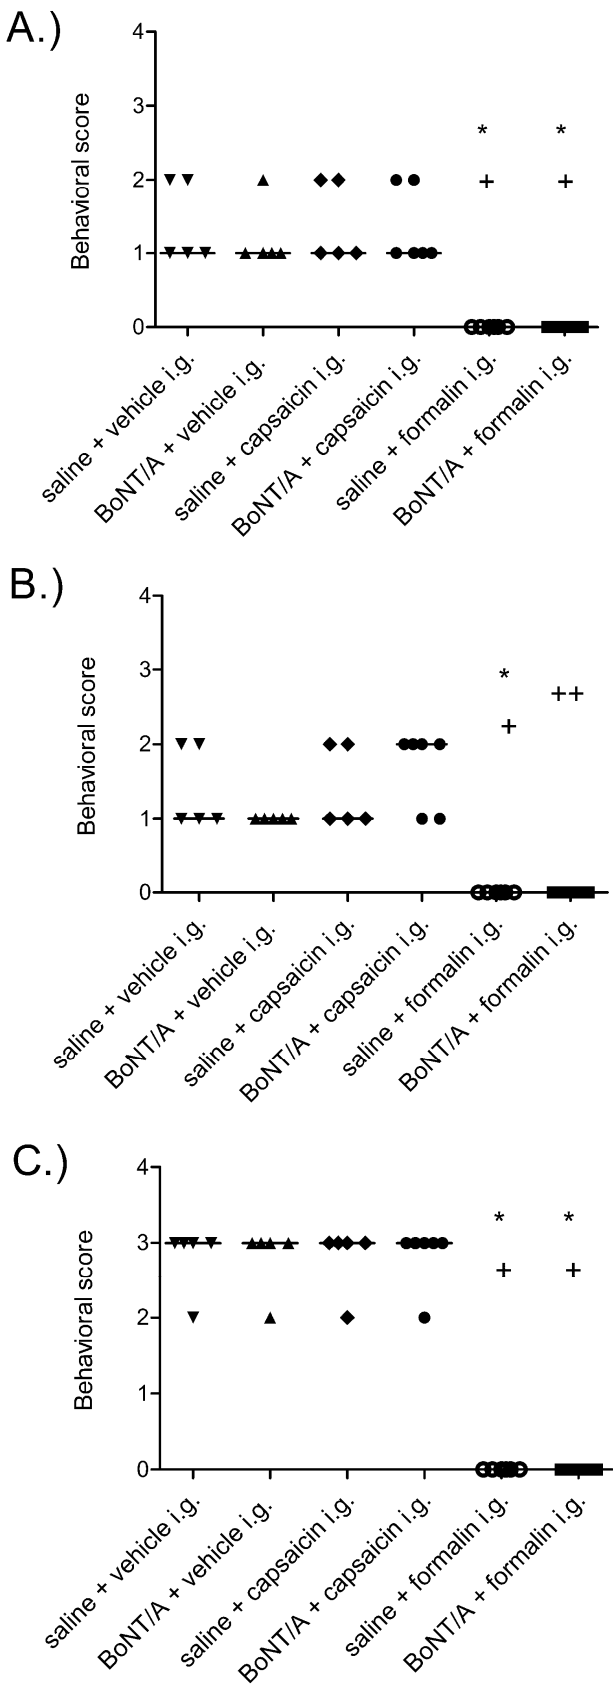 A.)
Behavioral score
4
3
2
1
0
* *
+ +
saline + vehicle i.g.
BoNT/A + vehicle i.g.
saline + capsaicin i.g.
BoNT/A + capsaicin i.g.
saline + formalin i.g.
BoNT/A + formalin i.g.
B.)
Behavioral score
4
3
2
1
0
*
++
+
saline + vehicle i.g.
BoNT/A + vehicle i.g.
saline + capsaicin i.g.
BoNT/A + capsaicin i.g.
saline + formalin i.g.
BoNT/A + formalin i.g.
C.)
Behavioral score
4
3
2
1
0
* *
+ +
saline + vehicle i.g.
BoNT/A + vehicle i.g.
saline + capsaicin i.g.
BoNT/A + capsaicin i.g.
saline + formalin i.g.
BoNT/A + formalin i.g.